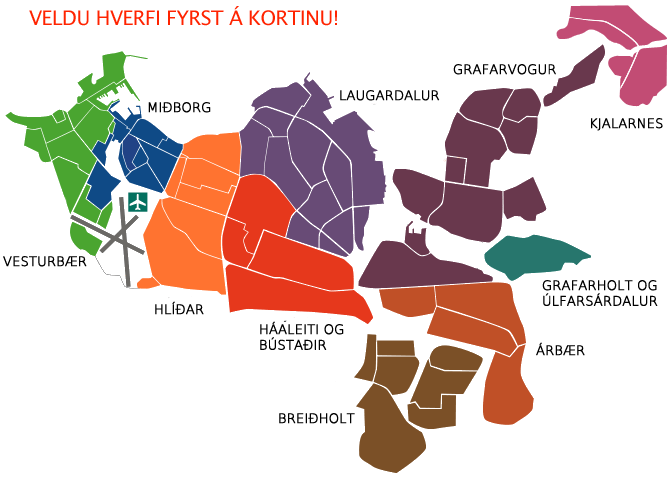 VELDU HVERFI FYRST Á KORTINU!
GRAFARVOGUR
LAUGARDALUR
MIÐBORG
KJALARNES
VESTURBÆR
GRAFARHOLT OG
ÚLFARSÁRDALUR
HLÍÐAR
HÁALEITI OG
BÚSTAÐIR
ÁRBÆR
BREIÐHOLT